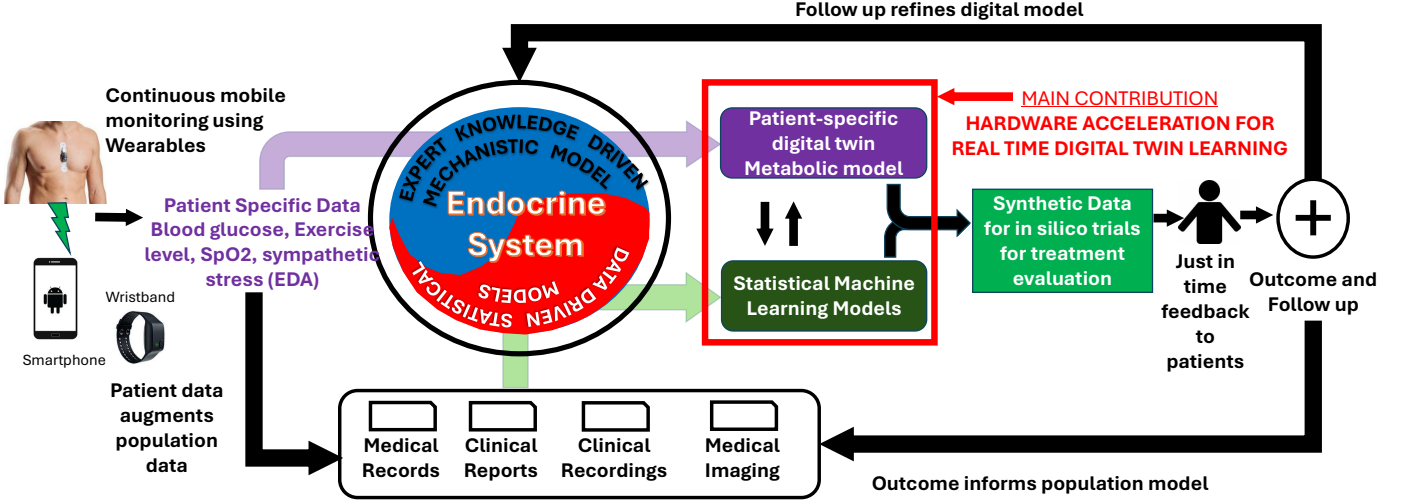 Follow up refines digital model
Continuous mobile
monitoring using
Wearables
MAIN CONTRIBUTION
HARDWARE ACCELERATION FOR
REAL TIME DIGITAL TWIN LEARNING
Patient Specific Data
Blood glucose, Exercise
level, SpO2, sympathetic
stress (EDA)
Wristband
Smartphone
EXPERT KNOWLEDGE DRIVEN
MECHANISTIC MODEL
Endocrine
System
DATA DRIVEN STATISTICAL
MODELS
Patient-specific
digital twin
Metabolic model
Statistical Machine
Learning Models
Synthetic Data
for in silico trials
for treatment
evaluation
Just in
time
feedback
to
patients
Outcome and
Follow up
Patient data
augments
population
data
Medical
Records
Clinical
Reports
Clinical
Recordings
Medical
Imaging
Outcome informs population model